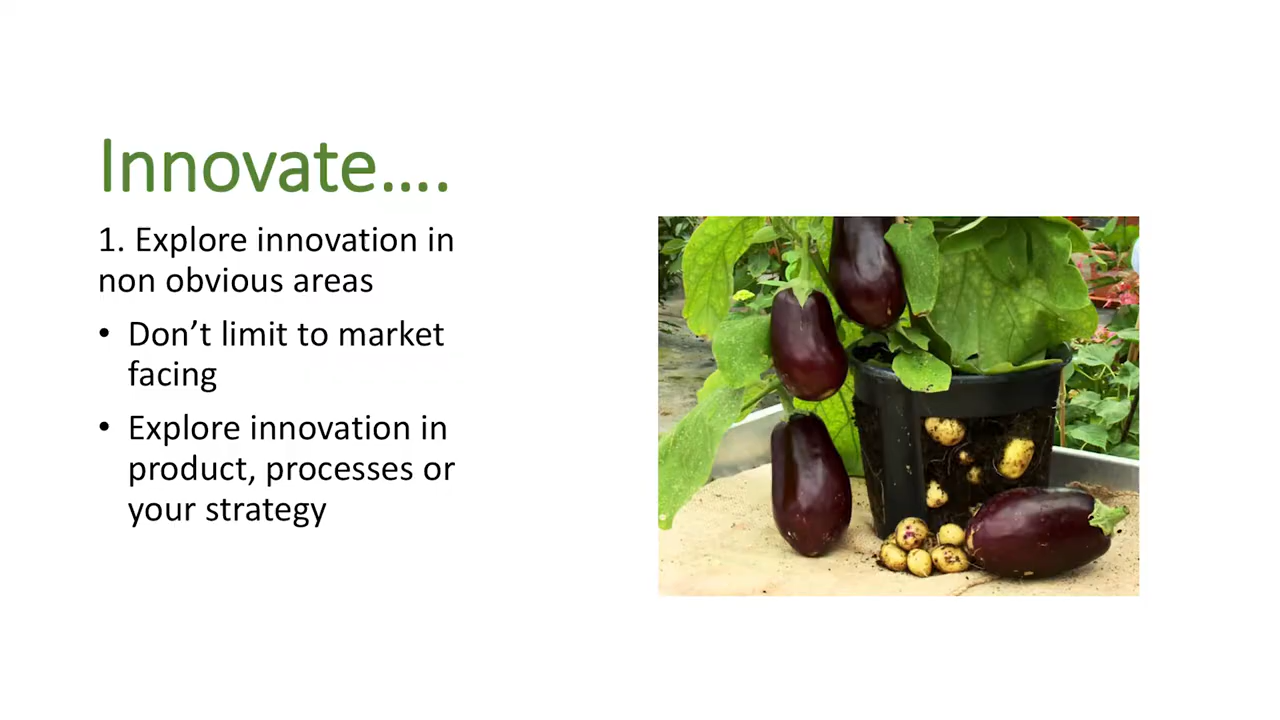 Innovate….
1. Explore innovation in
non obvious areas
• Don’t limit to market
facing
• Explore innovation in
product, processes or
your strategy